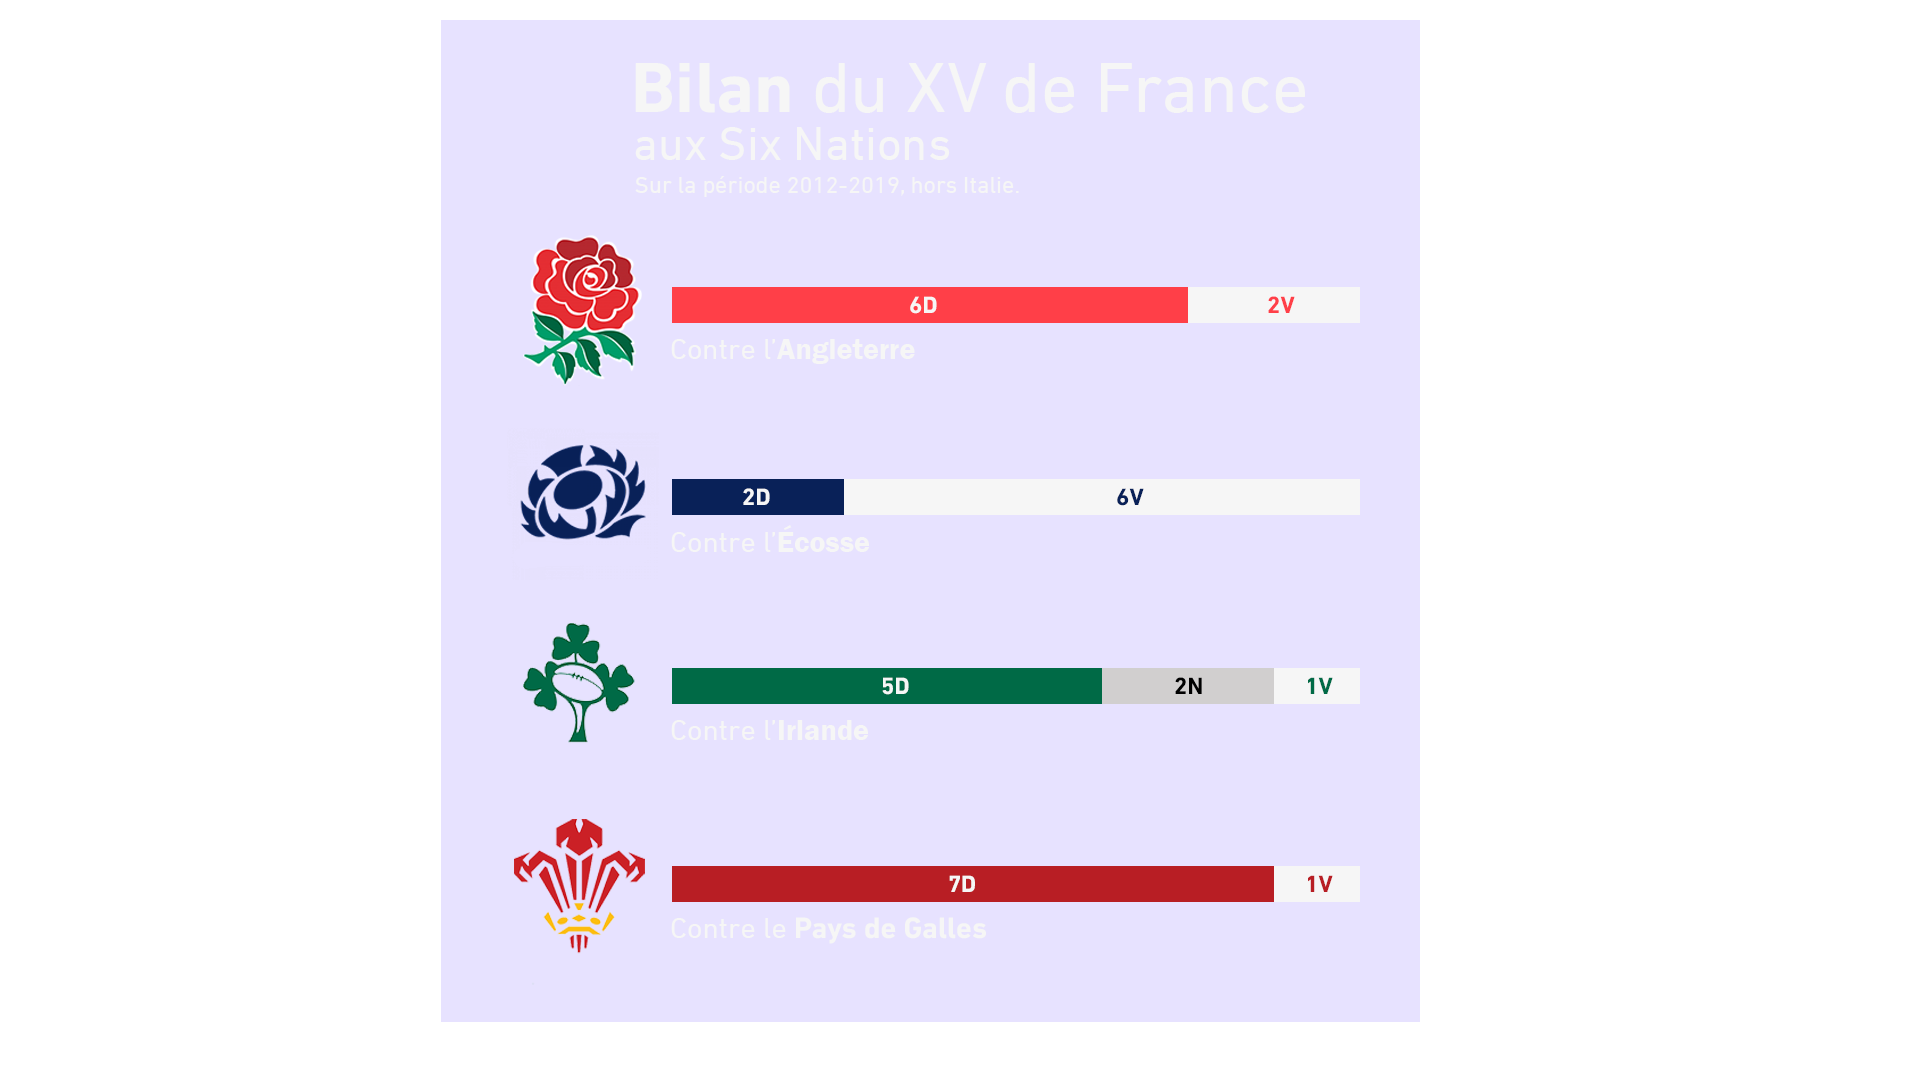 Bilan du XV de France
aux Six Nations
Sur la période 2012-2019, hors Italie.
6D 2V
Contre l'Angleterre
2D 6V
Contre l'Écosse
5D 2N 1V
Contre l'Irlande
7D 1V
Contre le Pays de Galles